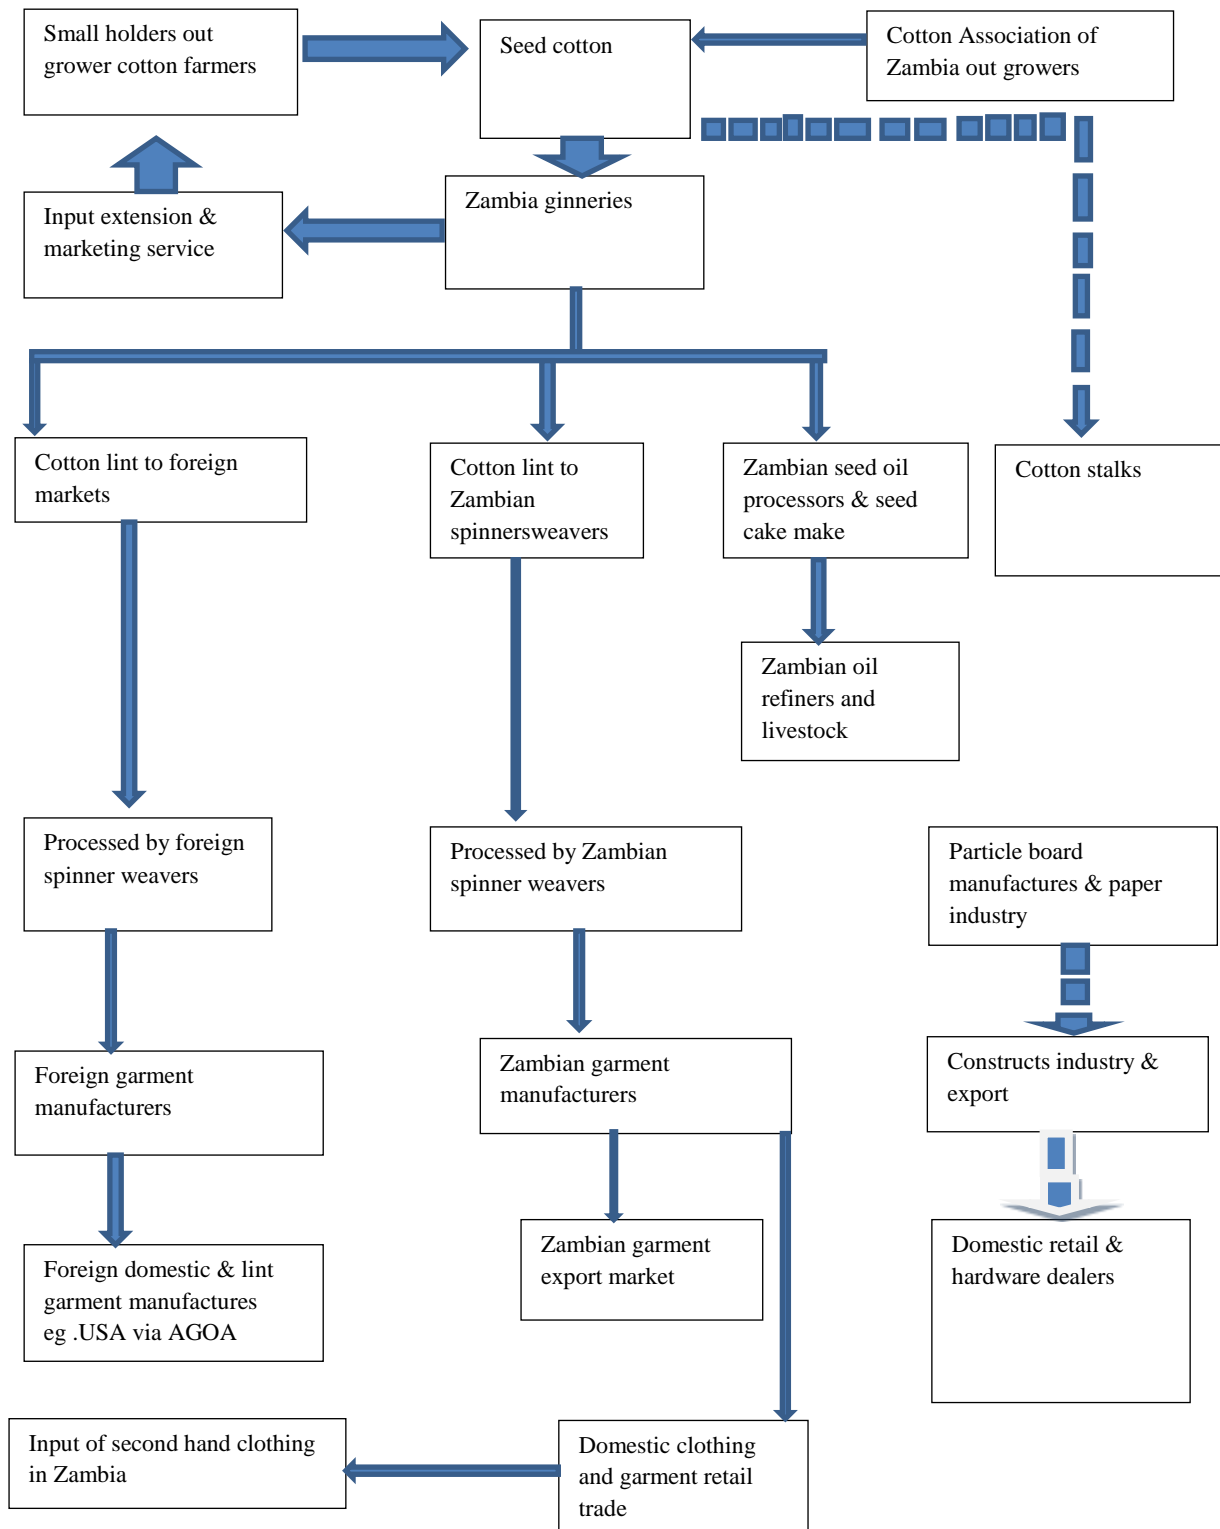 Small holders out
grower cotton farmers
Seed cotton
Cotton Association of
Zambia out growers
Input extension &
marketing service
Zambia ginneries
Cotton lint to foreign
markets
Cotton lint to
Zambian
spinnersweavers
Zambian seed oil
processors & seed
cake make
Cotton stalks
Zambian oil
refiners and
livestock
Processed by foreign
spinner weavers
Processed by Zambian
spinner weavers
Particle board
manufactures & paper
industry
Foreign garment
manufacturers
Zambian garment
manufacturers
Constructs industry &
export
Foreign domestic & lint
garment manufactures
eg .USA via AGOA
Zambian garment
export market
Domestic retail &
hardware dealers
Input of second hand clothing
in Zambia
Domestic clothing
and garment retail
trade